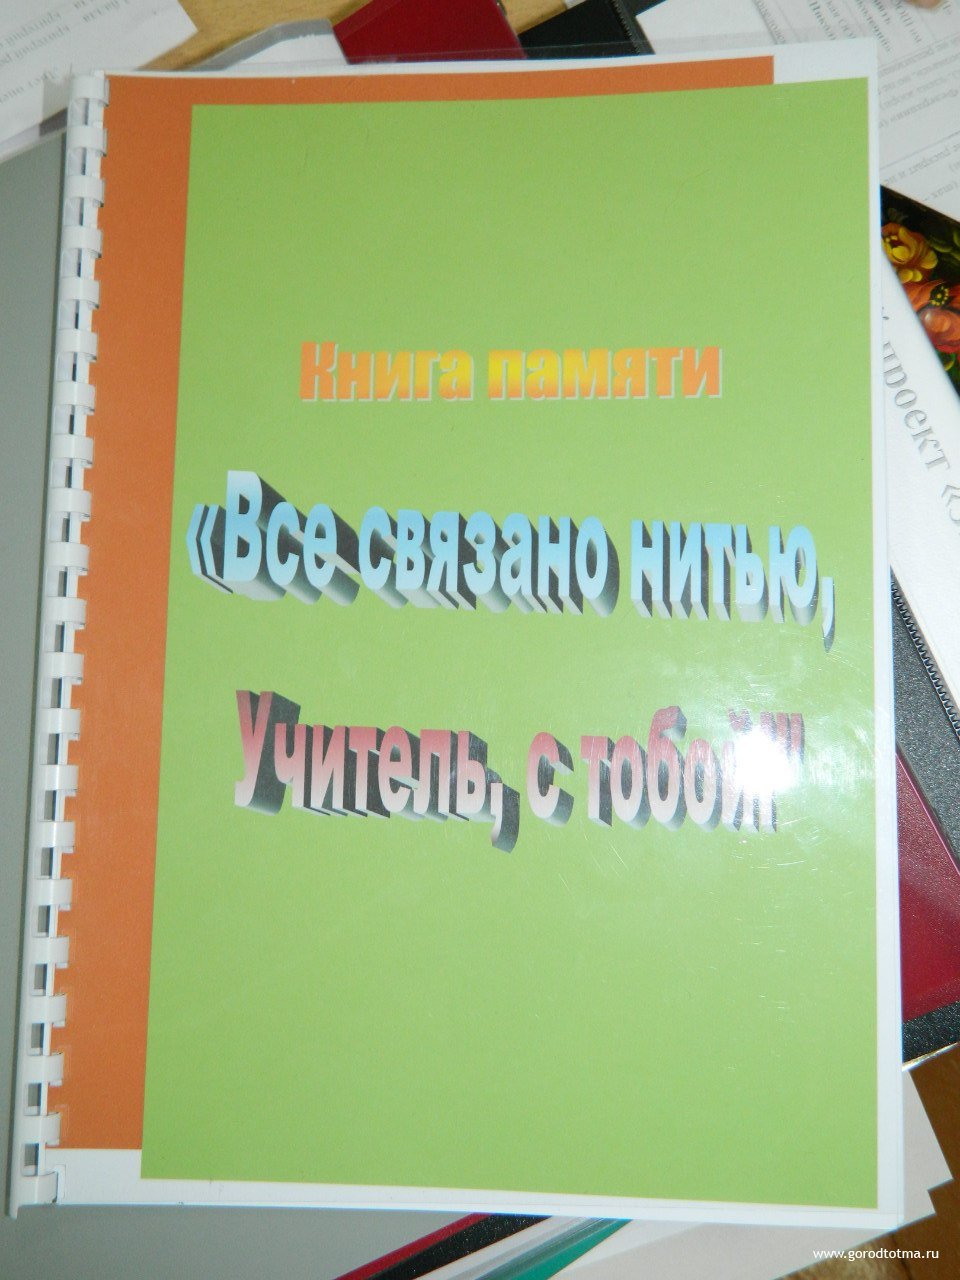 Книга памяти
«Все связано нитью,
Учитель, с тобой!"
проект «З
www.gorodtotma.ru